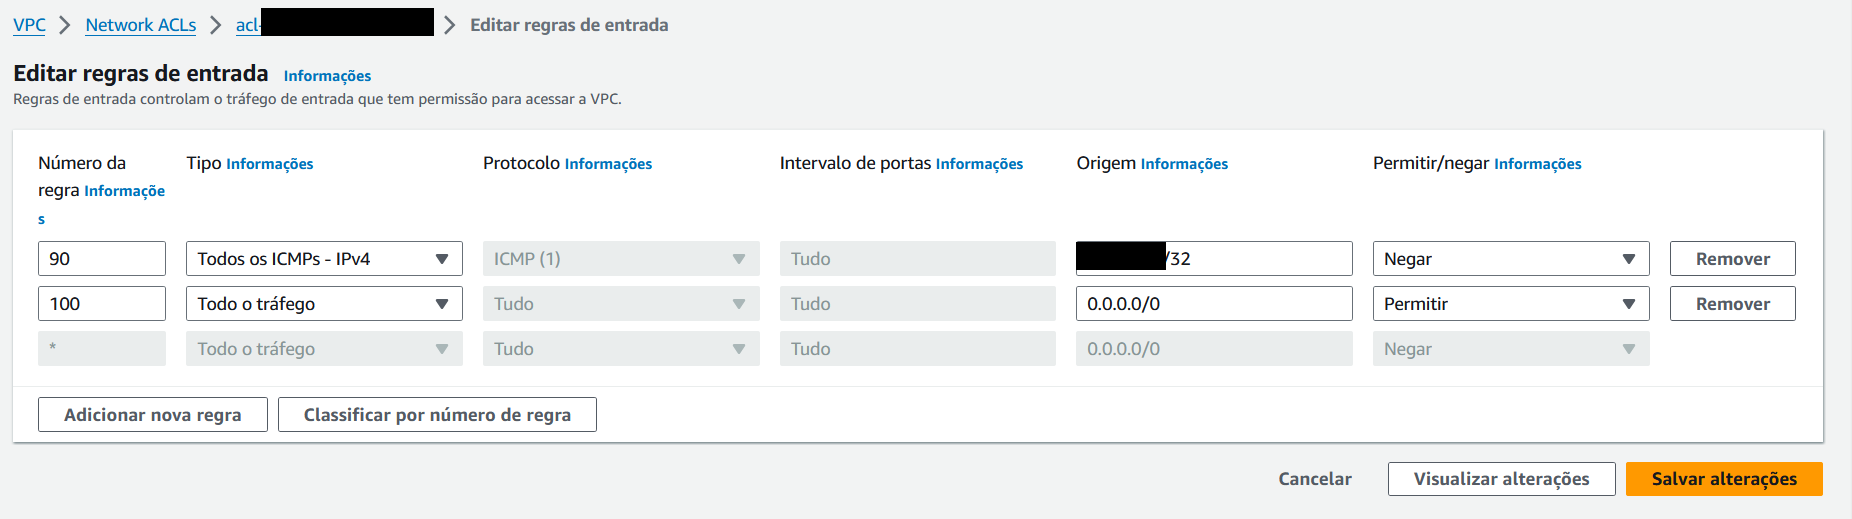 VPC > Network ACLs > acl- > Editar regras de entrada
Editar regras de entrada Informações
Regras de entrada controlam o tráfego de entrada que tem permissão para acessar a VPC.
Número da regra Informações Tipo Informações Protocolo Informações Intervalo de portas Informações Origem Informações Permitir/negar Informações
90 Todos os ICMPs - IPv4 ICMP (1) Tudo /32 Negar Remover
100 Todo o tráfego Tudo Tudo 0.0.0.0/0 Permitir Remover
* Todo o tráfego Tudo Tudo 0.0.0.0/0 Negar
Adicionar nova regra Classificar por número de regra
Cancelar Visualizar alterações Salvar alterações